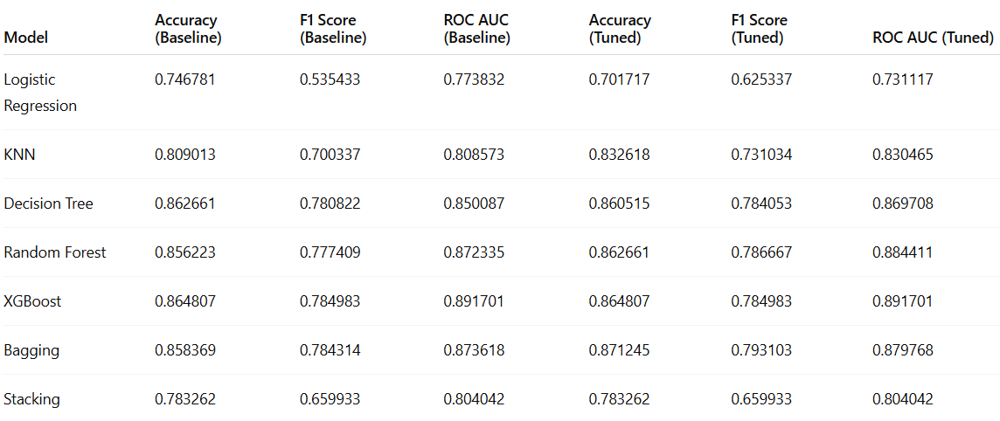 Model Accuracy (Baseline) F1 Score (Baseline) ROC AUC (Baseline) Accuracy (Tuned) F1 Score (Tuned) ROC AUC (Tuned)
Logistic Regression 0.746781 0.535433 0.773832 0.701717 0.625337 0.731117
KNN 0.809013 0.700337 0.808573 0.832618 0.731034 0.830465
Decision Tree 0.862661 0.780822 0.850087 0.860515 0.784053 0.869708
Random Forest 0.856223 0.777409 0.872335 0.862661 0.786667 0.884411
XGBoost 0.864807 0.784983 0.891701 0.864807 0.784983 0.891701
Bagging 0.858369 0.784314 0.873618 0.871245 0.793103 0.879768
Stacking 0.783262 0.659933 0.804042 0.783262 0.659933 0.804042